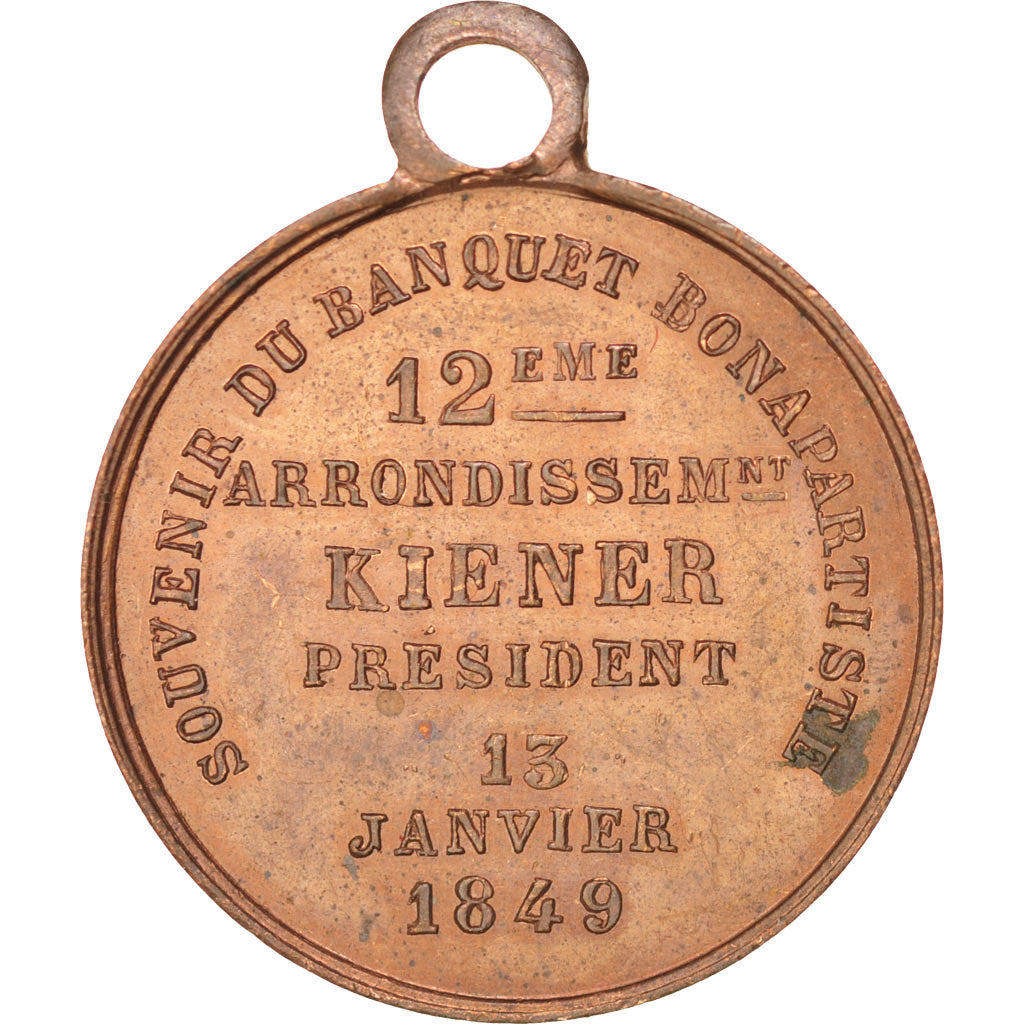 SOUVENIR DU BANQUET BONAPARTISTE
12EME
ARRONDISSEMNT
KIENER
PRÉSIDENT
13
JANVIER
1849